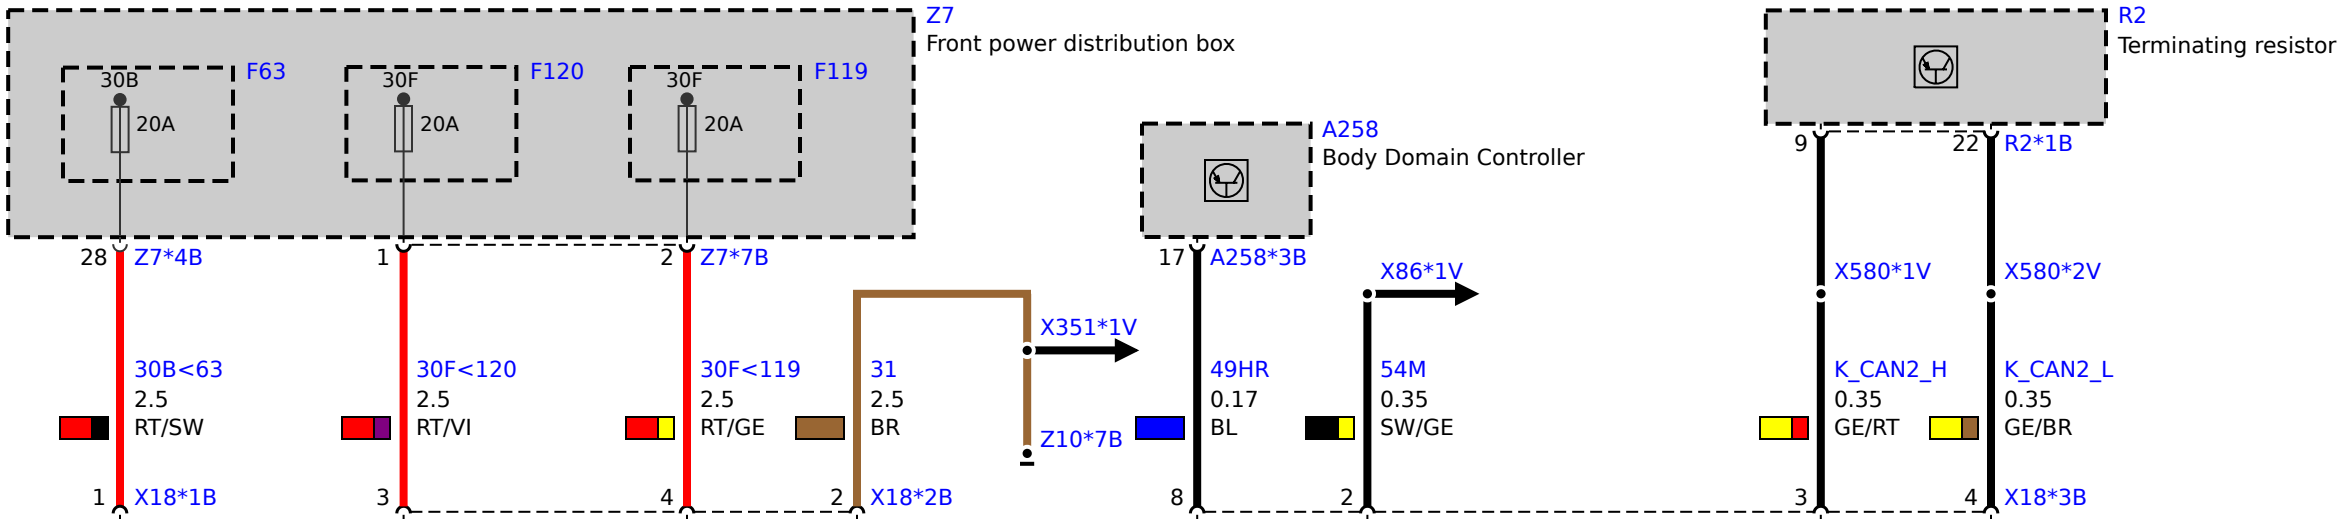 Z7
Front power distribution box
R2
Terminating resistor
30B
F63
30F
F120
30F
F119
20A
20A
20A
A258
Body Domain Controller
9
22
R2*1B
28
Z7*4B
1
2
Z7*7B
17
A258*3B
X86*1V
X580*1V
X580*2V
X351*1V
30B<63
2.5
RT/SW
30F<120
2.5
RT/VI
30F<119
2.5
RT/GE
31
2.5
BR
Z10*7B
49HR
0.17
BL
54M
0.35
SW/GE
K_CAN2_H
0.35
GE/RT
K_CAN2_L
0.35
GE/BR
1
X18*1B
3
4
2
X18*2B
8
2
3
4
X18*3B